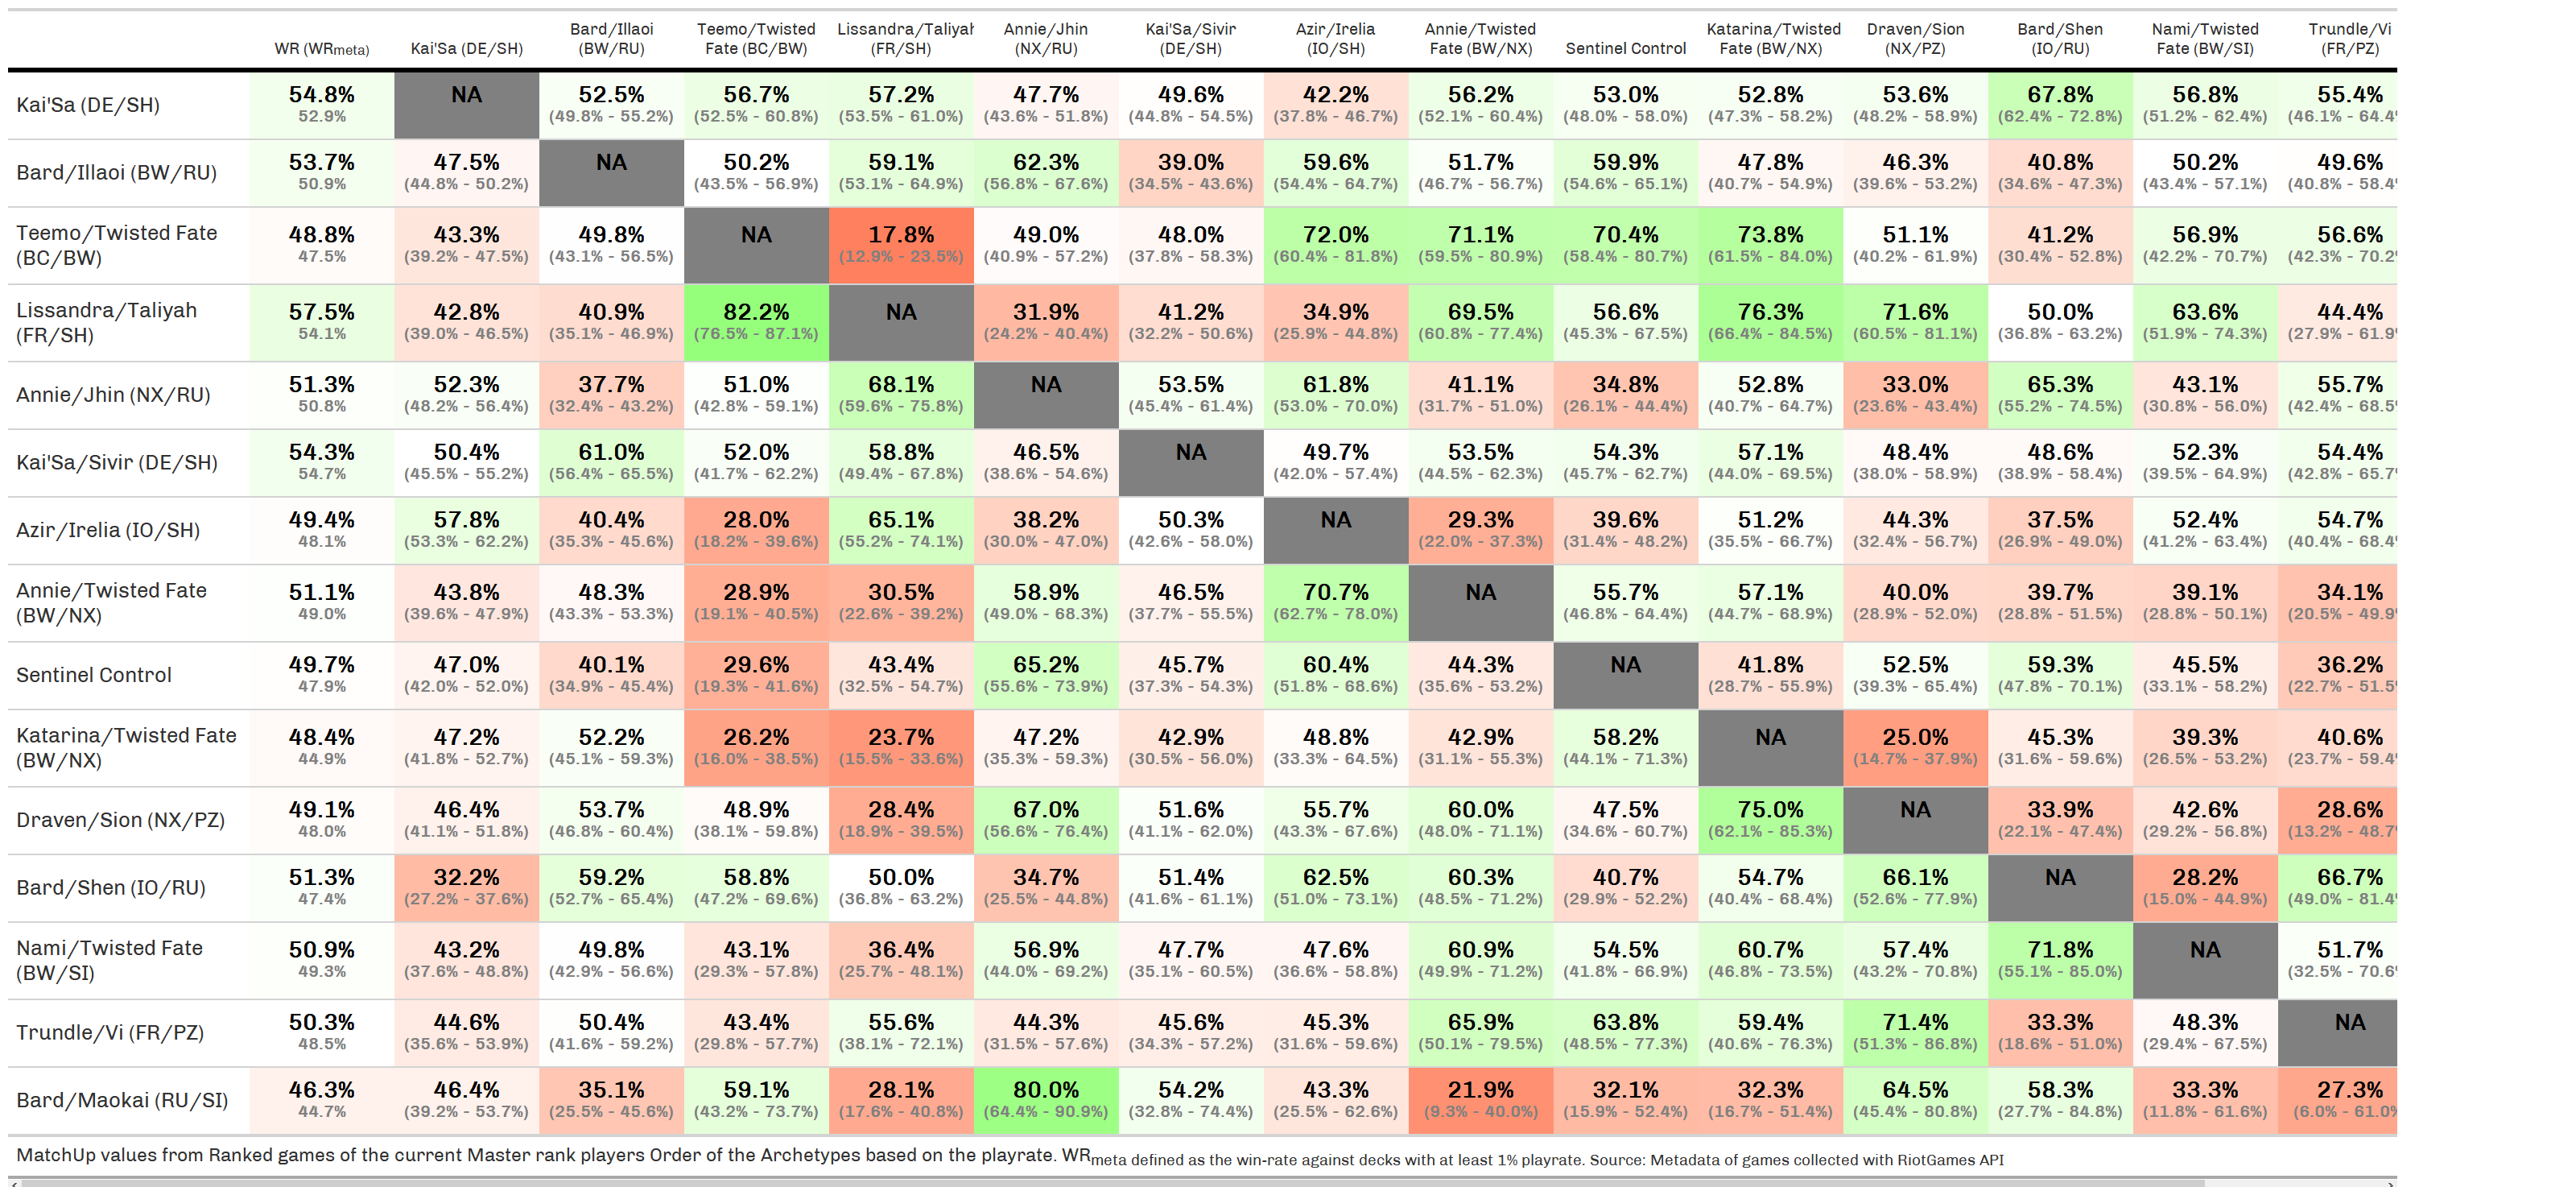 WR (WRmeta) Kai'Sa (DE/SH) Bard/Illaoi (BW/RU) Teemo/Twisted Fate (BC/BW) Lissandra/Taliyah (FR/SH) Annie/Jhin (NX/RU) Kai'Sa/Sivir (DE/SH) Azir/Irelia (IO/SH) Annie/Twisted Fate (BW/NX) Sentinel Control Katarina/Twisted Fate (BW/NX) Draven/Sion (NX/PZ) Bard/Shen (IO/RU) Nami/Twisted Fate (BW/SI) Trundle/Vi (FR/PZ)
Kai'Sa (DE/SH) 54.8% NA 52.5% 56.7% 57.2% 47.7% 49.6% 42.2% 56.2% 53.0% 52.8% 53.6% 67.8% 56.8% 55.4%
52.9% (49.8% - 55.2%) (52.5% - 60.8%) (53.5% - 61.0%) (43.6% - 51.8%) (44.8% - 54.5%) (37.8% - 46.7%) (52.1% - 60.4%) (48.0% - 58.0%) (47.3% - 58.2%) (48.2% - 58.9%) (62.4% - 72.8%) (51.2% - 62.4%) (46.1% - 64.4%
Bard/Illaoi (BW/RU) 53.7% 47.5% NA 50.2% 59.1% 62.3% 39.0% 59.6% 51.7% 59.9% 47.8% 46.3% 40.8% 50.2% 49.6%
50.9% (44.8% - 50.2%) (43.5% - 56.9%) (53.1% - 64.9%) (56.8% - 67.6%) (34.5% - 43.6%) (54.4% - 64.7%) (46.7% - 56.7%) (54.6% - 65.1%) (40.7% - 54.9%) (39.6% - 53.2%) (34.6% - 47.3%) (43.4% - 57.1%) (40.8% - 58.4%
Teemo/Twisted Fate (BC/BW) 48.8% 43.3% 49.8% NA 17.8% 49.0% 48.0% 72.0% 71.1% 70.4% 73.8% 51.1% 41.2% 56.9% 56.6%
47.5% (39.2% - 47.5%) (43.1% - 56.5%) (12.9% - 23.5%) (40.9% - 57.2%) (37.8% - 58.3%) (60.4% - 81.8%) (59.5% - 80.9%) (58.4% - 80.7%) (61.5% - 84.0%) (40.2% - 61.9%) (30.4% - 52.8%) (42.2% - 70.7%) (42.3% - 70.2%
Lissandra/Taliyah (FR/SH) 57.5% 42.8% 40.9% 82.2% NA 31.9% 41.2% 34.9% 69.5% 56.6% 76.3% 71.6% 50.0% 63.6% 44.4%
54.1% (39.0% - 46.5%) (35.1% - 46.9%) (76.5% - 87.1%) (24.2% - 40.4%) (32.2% - 50.6%) (25.9% - 44.8%) (60.8% - 77.4%) (45.3% - 67.5%) (66.4% - 84.5%) (60.5% - 81.1%) (36.8% - 63.2%) (51.9% - 74.3%) (27.9% - 61.9%
Annie/Jhin (NX/RU) 51.3% 52.3% 37.7% 51.0% 68.1% NA 53.5% 61.8% 41.1% 34.8% 52.8% 33.0% 65.3% 43.1% 55.7%
50.8% (48.2% - 56.4%) (32.4% - 43.2%) (42.8% - 59.1%) (59.6% - 75.8%) (45.4% - 61.4%) (53.0% - 70.0%) (31.7% - 51.0%) (26.1% - 44.4%) (40.7% - 64.7%) (23.6% - 43.4%) (55.2% - 74.5%) (30.8% - 56.0%) (42.4% - 68.5%
Kai'Sa/Sivir (DE/SH) 54.3% 50.4% 61.0% 52.0% 58.8% 46.5% NA 49.7% 53.5% 54.3% 57.1% 48.4% 48.6% 52.3% 54.4%
54.7% (45.5% - 55.2%) (56.4% - 65.5%) (41.7% - 62.2%) (49.4% - 67.8%) (38.6% - 54.6%) (42.0% - 57.4%) (44.5% - 62.3%) (45.7% - 62.7%) (44.0% - 69.5%) (38.0% - 58.9%) (38.9% - 58.4%) (39.5% - 64.9%) (42.8% - 65.7%
Azir/Irelia (IO/SH) 49.4% 57.8% 40.4% 28.0% 65.1% 38.2% 50.3% NA 29.3% 39.6% 51.2% 44.3% 37.5% 52.4% 54.7%
48.1% (53.3% - 62.2%) (35.3% - 45.6%) (18.2% - 39.6%) (55.2% - 74.1%) (30.0% - 47.0%) (42.6% - 58.0%) (22.0% - 37.3%) (31.4% - 48.2%) (35.5% - 66.7%) (32.4% - 56.7%) (26.9% - 49.0%) (41.2% - 63.4%) (40.4% - 68.4%
Annie/Twisted Fate (BW/NX) 51.1% 43.8% 48.3% 28.9% 30.5% 58.9% 46.5% 70.7% NA 55.7% 57.1% 40.0% 39.7% 39.1% 34.1%
49.0% (39.6% - 47.9%) (43.3% - 53.3%) (19.1% - 40.5%) (22.6% - 39.2%) (49.0% - 68.3%) (37.7% - 55.5%) (62.7% - 78.0%) (46.8% - 64.4%) (44.7% - 68.9%) (28.9% - 52.0%) (28.8% - 51.5%) (28.8% - 50.1%) (20.5% - 49.9%
Sentinel Control 49.7% 47.0% 40.1% 29.6% 43.4% 65.2% 45.7% 60.4% 44.3% NA 41.8% 52.5% 59.3% 45.5% 36.2%
47.9% (42.0% - 52.0%) (34.9% - 45.4%) (19.3% - 41.6%) (32.5% - 54.7%) (55.6% - 73.9%) (37.3% - 54.3%) (51.8% - 68.6%) (35.6% - 53.2%) (28.7% - 55.9%) (39.3% - 65.4%) (47.8% - 70.1%) (33.1% - 58.2%) (22.7% - 51.5%
Katarina/Twisted Fate (BW/NX) 48.4% 47.2% 52.2% 26.2% 23.7% 47.2% 42.9% 48.8% 42.9% 58.2% NA 25.0% 45.3% 39.3% 40.6%
44.9% (41.8% - 52.7%) (45.1% - 59.3%) (16.0% - 38.5%) (15.5% - 33.6%) (35.3% - 59.3%) (30.5% - 56.0%) (33.3% - 64.5%) (31.1% - 55.3%) (44.1% - 71.3%) (14.7% - 37.9%) (31.6% - 59.6%) (26.5% - 53.2%) (23.7% - 59.4%
Draven/Sion (NX/PZ) 49.1% 46.4% 53.7% 48.9% 28.4% 67.0% 51.6% 55.7% 60.0% 47.5% 75.0% NA 33.9% 42.6% 28.6%
48.0% (41.1% - 51.8%) (46.8% - 60.4%) (38.1% - 59.8%) (18.9% - 39.5%) (56.6% - 76.4%) (41.1% - 62.0%) (43.3% - 67.6%) (48.0% - 71.1%) (34.6% - 60.7%) (62.1% - 85.3%) (22.1% - 47.4%) (29.2% - 56.8%) (13.2% - 48.7%
Bard/Shen (IO/RU) 51.3% 32.2% 59.2% 58.8% 50.0% 34.7% 51.4% 62.5% 60.3% 40.7% 54.7% 66.1% NA 28.2% 66.7%
47.4% (27.2% - 37.6%) (52.7% - 65.4%) (47.2% - 69.6%) (36.8% - 63.2%) (25.5% - 44.8%) (41.6% - 61.1%) (51.0% - 73.1%) (48.5% - 71.2%) (29.9% - 52.2%) (40.4% - 68.4%) (52.6% - 77.9%) (15.0% - 44.9%) (49.0% - 81.4%
Nami/Twisted Fate (BW/SI) 50.9% 43.2% 49.8% 43.1% 36.4% 56.9% 47.7% 47.6% 60.9% 54.5% 60.7% 57.4% 71.8% NA 51.7%
49.3% (37.6% - 48.8%) (42.9% - 56.6%) (29.3% - 57.8%) (25.7% - 48.1%) (44.0% - 69.2%) (35.1% - 60.5%) (36.6% - 58.8%) (49.9% - 71.2%) (41.8% - 66.9%) (46.8% - 73.5%) (43.2% - 70.8%) (55.1% - 85.0%) (32.5% - 70.6%
Trundle/Vi (FR/PZ) 50.3% 44.6% 50.4% 43.4% 55.6% 44.3% 45.6% 45.3% 65.9% 63.8% 59.4% 71.4% 33.3% 48.3% NA
48.5% (35.6% - 53.9%) (41.6% - 59.2%) (29.8% - 57.7%) (38.1% - 72.1%) (31.5% - 57.6%) (34.3% - 57.2%) (31.6% - 59.6%) (50.1% - 79.5%) (48.5% - 77.3%) (40.6% - 76.3%) (51.3% - 86.8%) (18.6% - 51.0%) (29.4% - 67.5%)
Bard/Maokai (RU/SI) 46.3% 46.4% 35.1% 59.1% 28.1% 80.0% 54.2% 43.3% 21.9% 32.1% 32.3% 64.5% 58.3% 33.3% 27.3%
44.7% (39.2% - 53.7%) (25.5% - 45.6%) (43.2% - 73.7%) (17.6% - 40.8%) (64.4% - 90.9%) (32.8% - 74.4%) (25.5% - 62.6%) (9.3% - 40.0%) (15.9% - 52.4%) (16.7% - 51.4%) (45.4% - 80.8%) (27.7% - 84.8%) (11.8% - 61.6%) (6.0% - 61.0%
MatchUp values from Ranked games of the current Master rank players Order of the Archetypes based on the playrate. WRmeta defined as the win-rate against decks with at least 1% playrate. Source: Metadata of games collected with RiotGames API